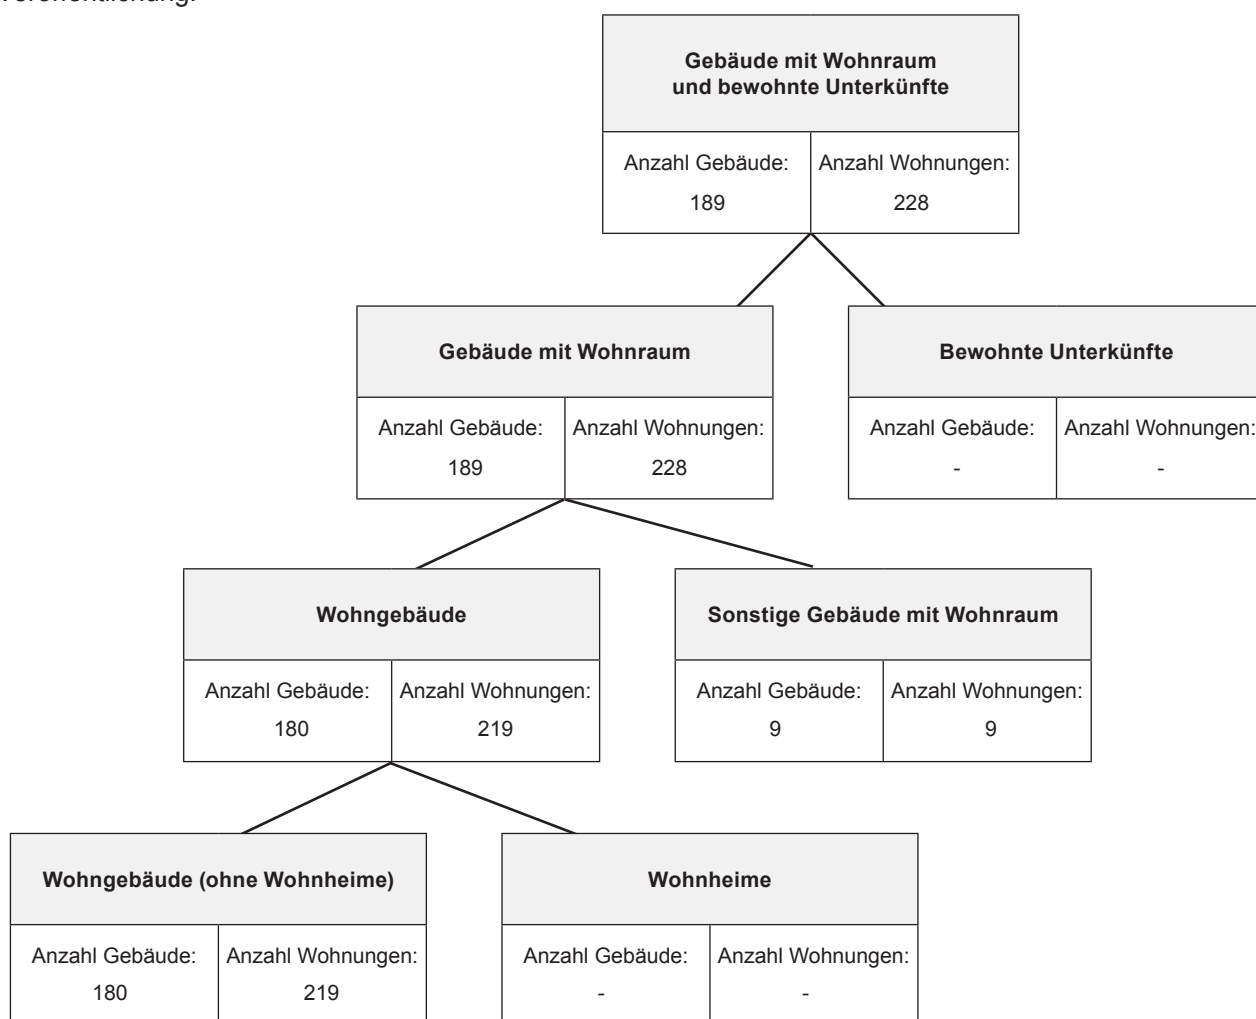 Veröffentlichung.
Gebäude mit Wohnraum
und bewohnte Unterkünfte
Anzahl Gebäude: Anzahl Wohnungen:
189 228
Gebäude mit Wohnraum Bewohnte Unterkünfte
Anzahl Gebäude: Anzahl Wohnungen: Anzahl Gebäude: Anzahl Wohnungen:
189 228 - -
Wohngebäude Sonstige Gebäude mit Wohnraum
Anzahl Gebäude: Anzahl Wohnungen: Anzahl Gebäude: Anzahl Wohnungen:
180 219 9 9
Wohngebäude (ohne Wohnheime) Wohnheime
Anzahl Gebäude: Anzahl Wohnungen: Anzahl Gebäude: Anzahl Wohnungen:
180 219 - -